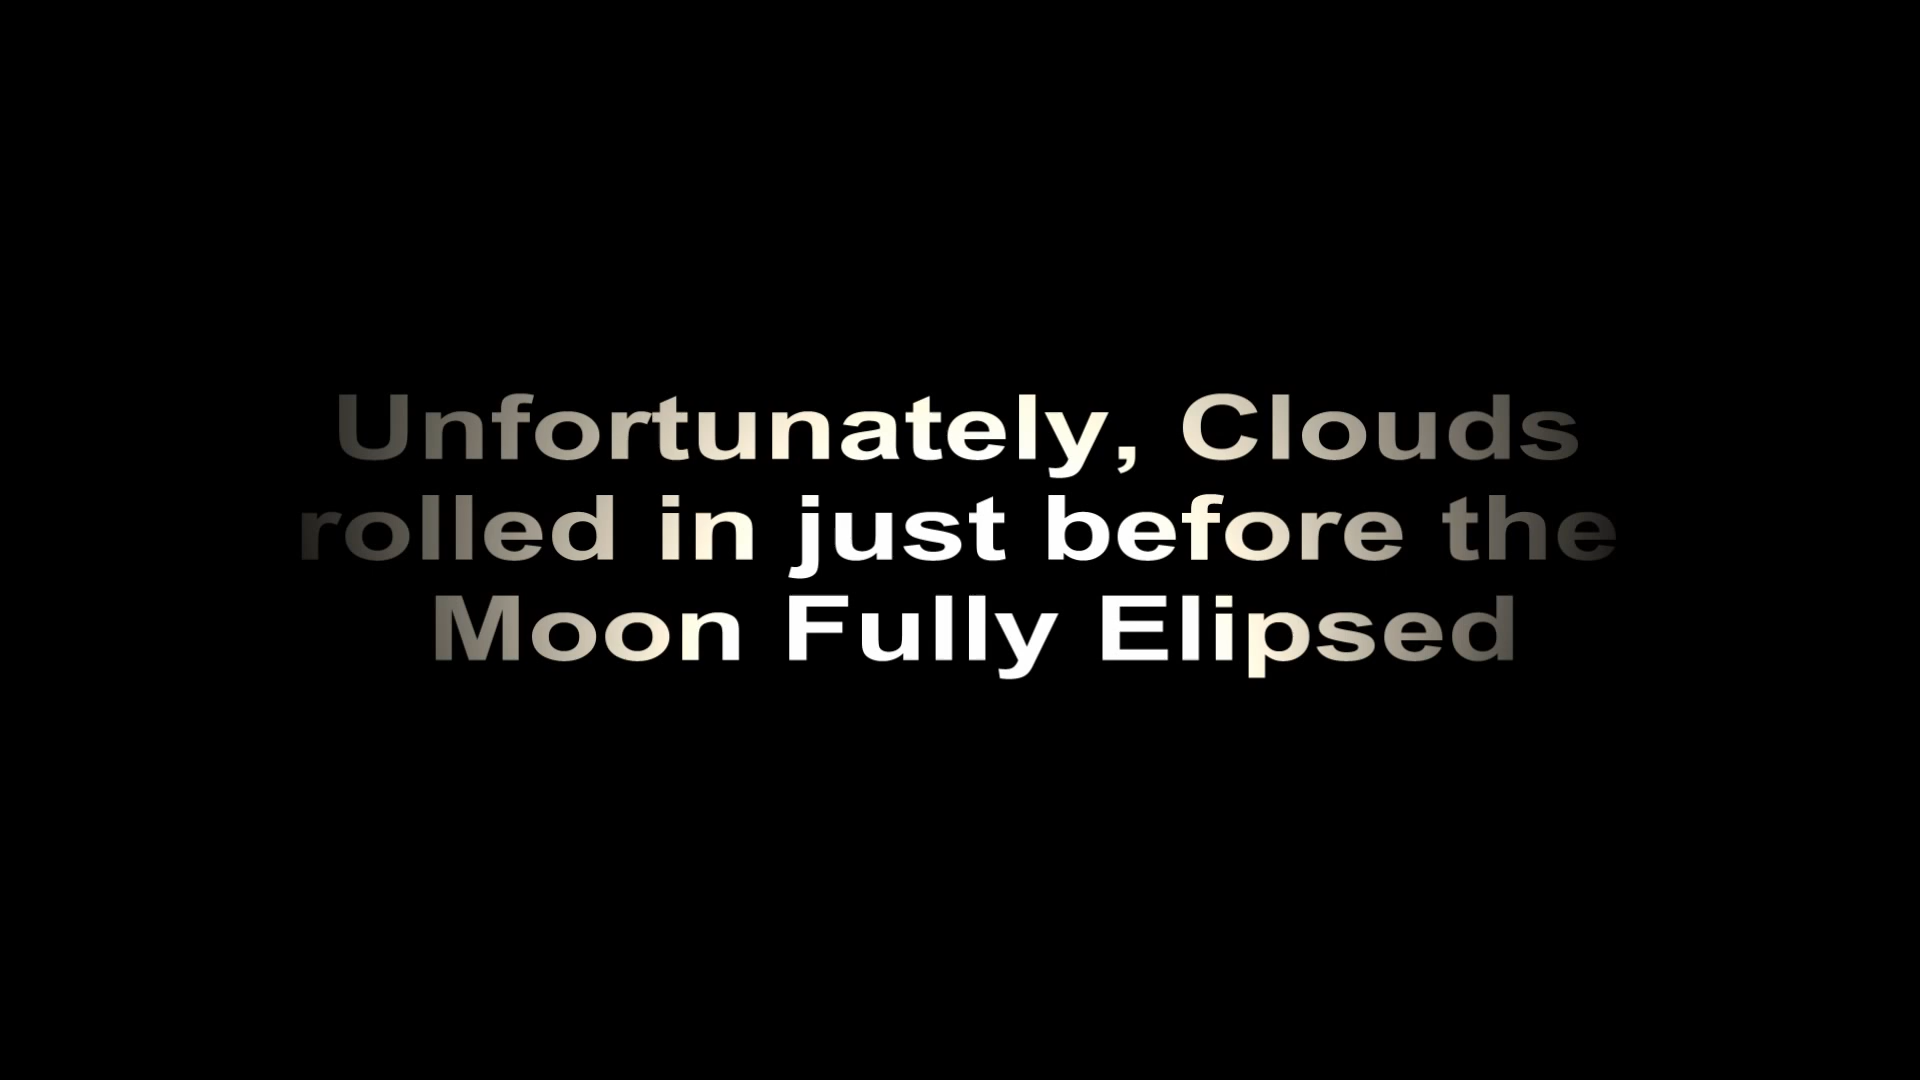 Unfortunately, Clouds
rolled in just before the
Moon Fully Elipsed